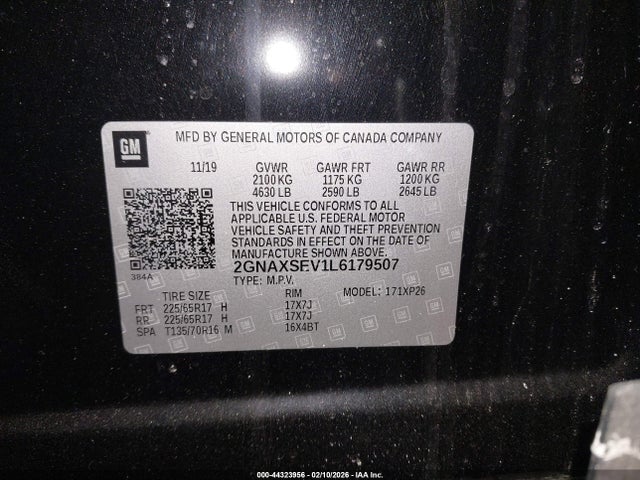 GM
MFD BY GENERAL MOTORS OF CANADA COMPANY
11/19 GVWR GAWR FRT GAWR RR
2100 KG 1175 KG 1200 KG
4630 LB 2590 LB 2645 LB
THIS VEHICLE CONFORMS TO ALL
APPLICABLE U.S. FEDERAL MOTOR
VEHICLE SAFETY AND THEFT PREVENTION
STANDARDS IN EFFECT ON THE DATE OF
MANUFACTURE SHOWN ABOVE.
384A
2GNAXSEV1L6179507
TYPE: M.P.V.
TIRE SIZE RIM MODEL: 171XP26
FRT 225/65R17 H 17X7J
RR 225/65R17 H 17X7J
SPA T135/70R16 M 16X4BT
000-44323956 - 02/10/2026 - IAA Inc.